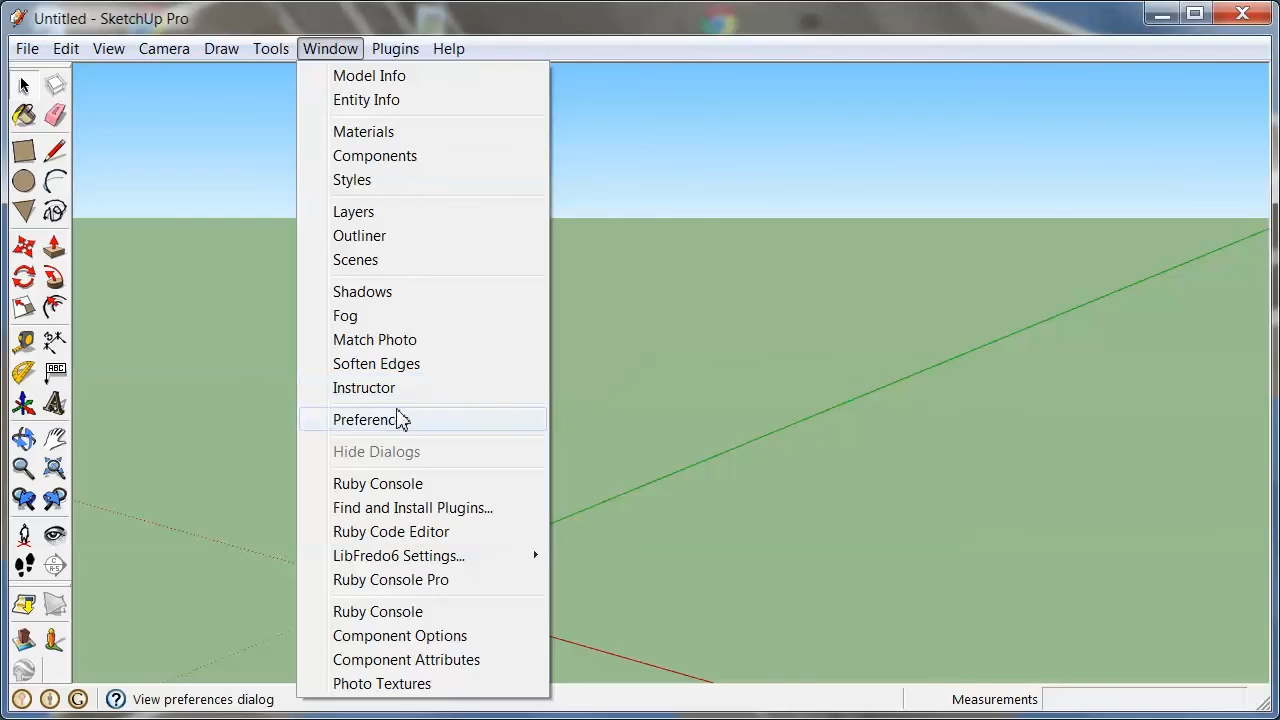 Untitled - SketchUp Pro
File Edit View Camera Draw Tools Window Plugins Help
Model Info
Entity Info
Materials
Components
Styles
Layers
Outliner
Scenes
Shadows
Fog
Match Photo
Soften Edges
Instructor
Preferences
Hide Dialogs
Ruby Console
Find and Install Plugins...
Ruby Code Editor
LibFredo6 Settings...
Ruby Console Pro
Ruby Console
Component Options
Component Attributes
Photo Textures
ABC
View preferences dialog
Measurements